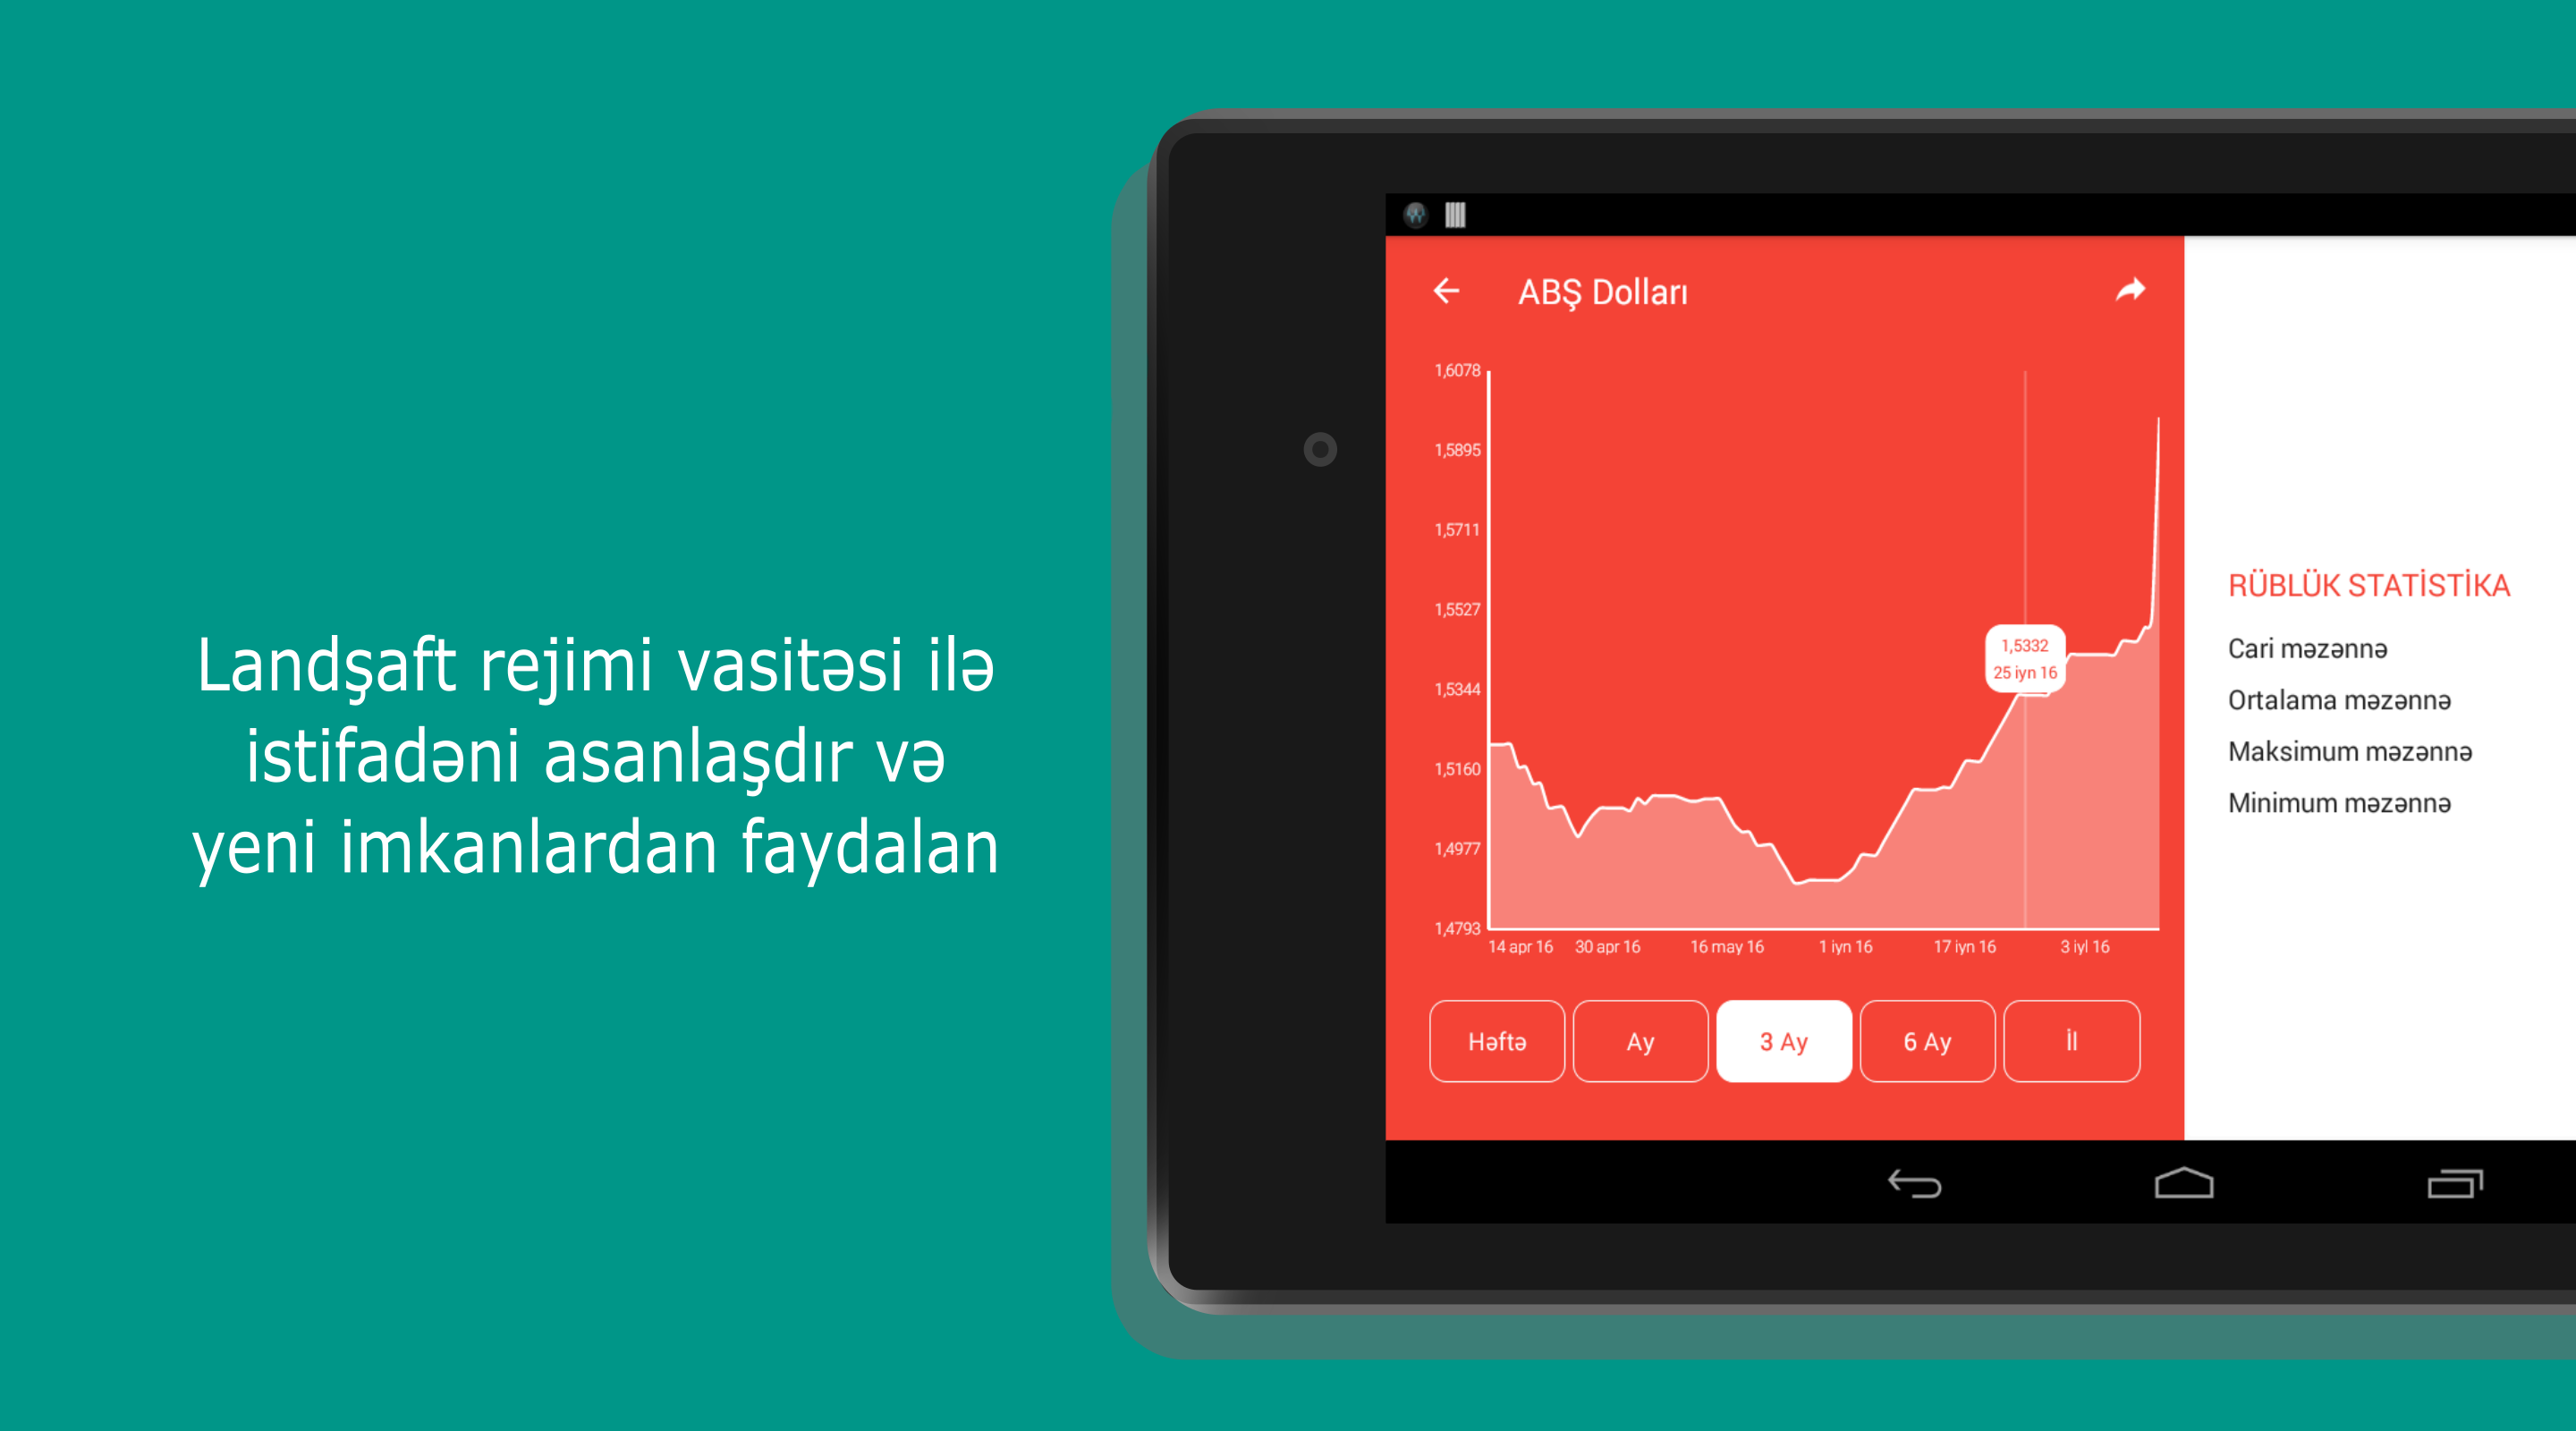 Landşaft rejimi vasitəsi ilə
istifadəni asanlaşdır və
yeni imkanlardan faydalan
ABŞ Dolları
1,6078
1,5895
1,5711
1,5527
1,5344
1,5160
1,4977
1,4793
1,5332
25 iyn 16
14 apr 16 30 apr 16 16 may 16 1 iyn 16 17 iyn 16 3 iyl 16
Həftə Ay 3 Ay 6 Ay İl
RÜBLÜK STATİSTİKA
Cari məzənnə
Ortalama məzənnə
Maksimum məzənnə
Minimum məzənnə